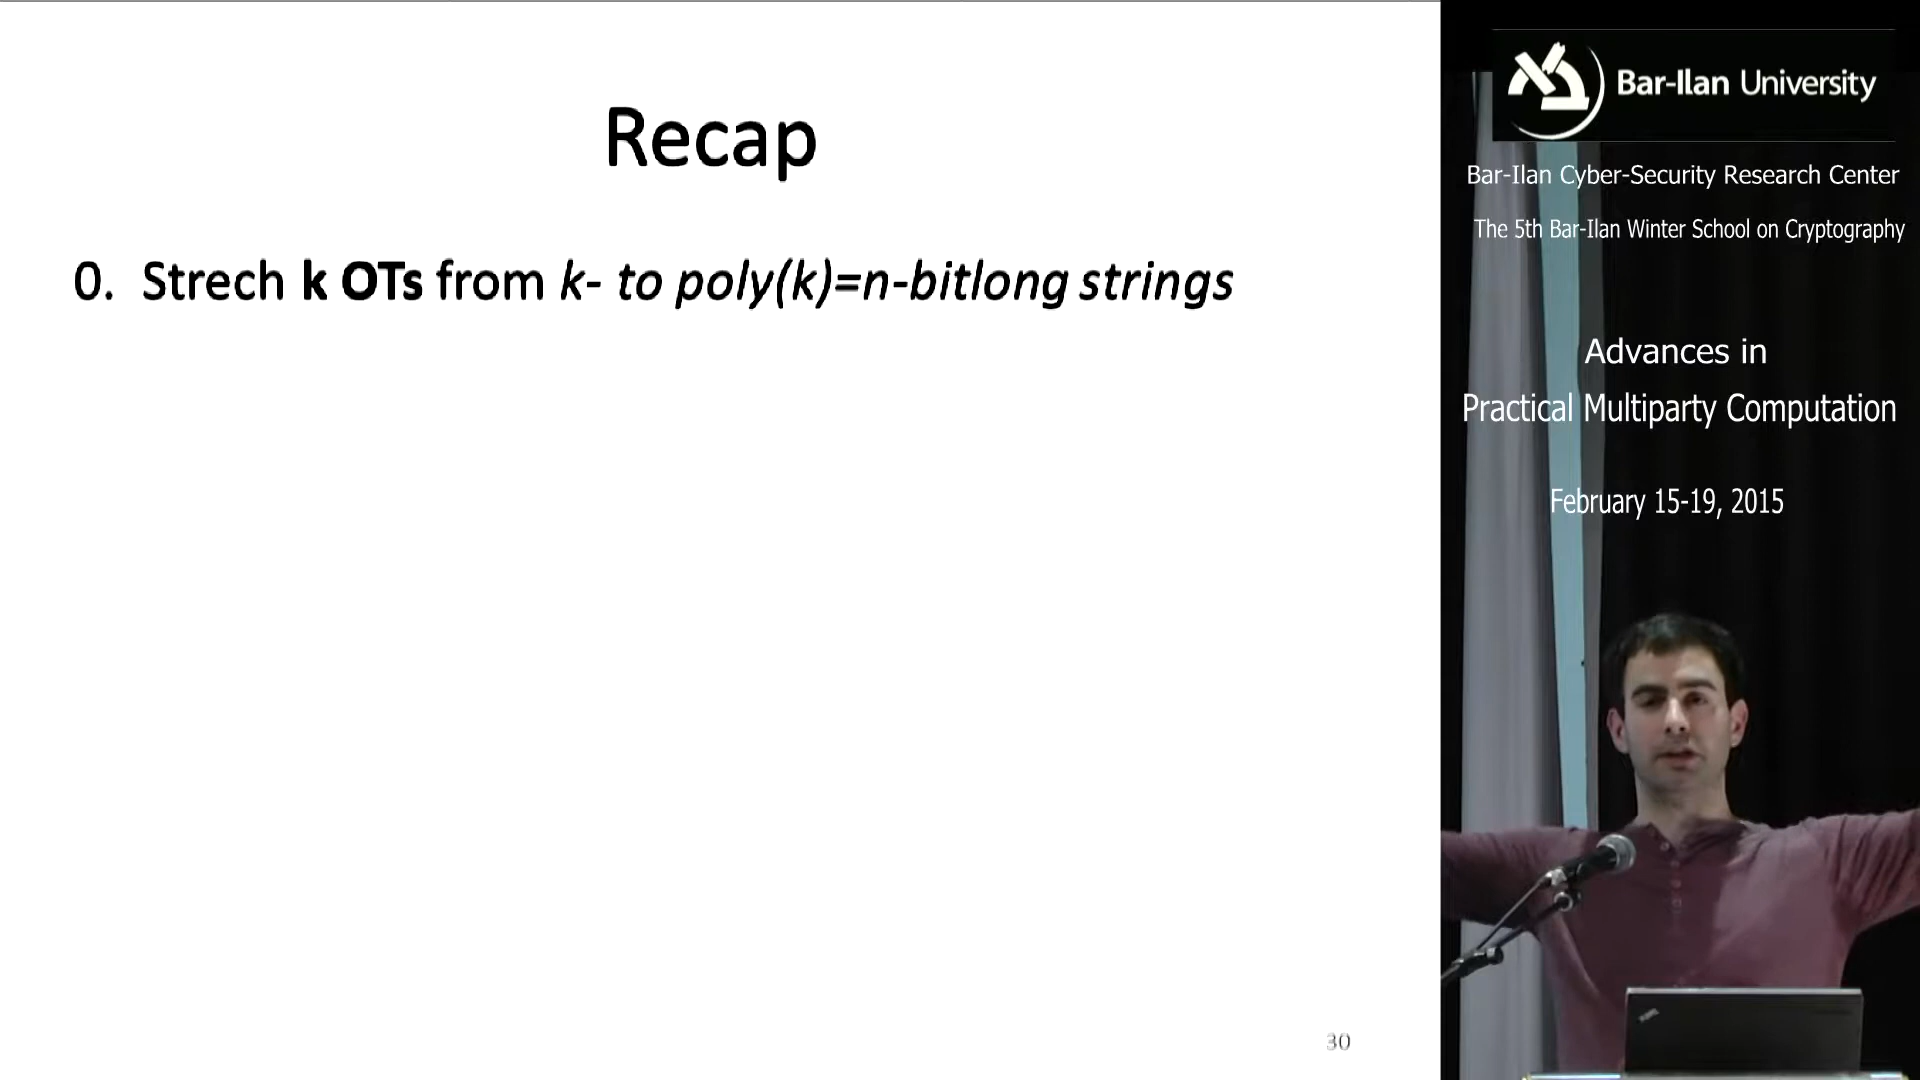 Recap
0. Strech k OTs from k- to poly(k)=n-bitlong strings
30
Bar-Ilan University
Bar-Ilan Cyber-Security Research Center
The 5th Bar-Ilan Winter School on Cryptography
Advances in
Practical Multiparty Computation
February 15-19, 2015